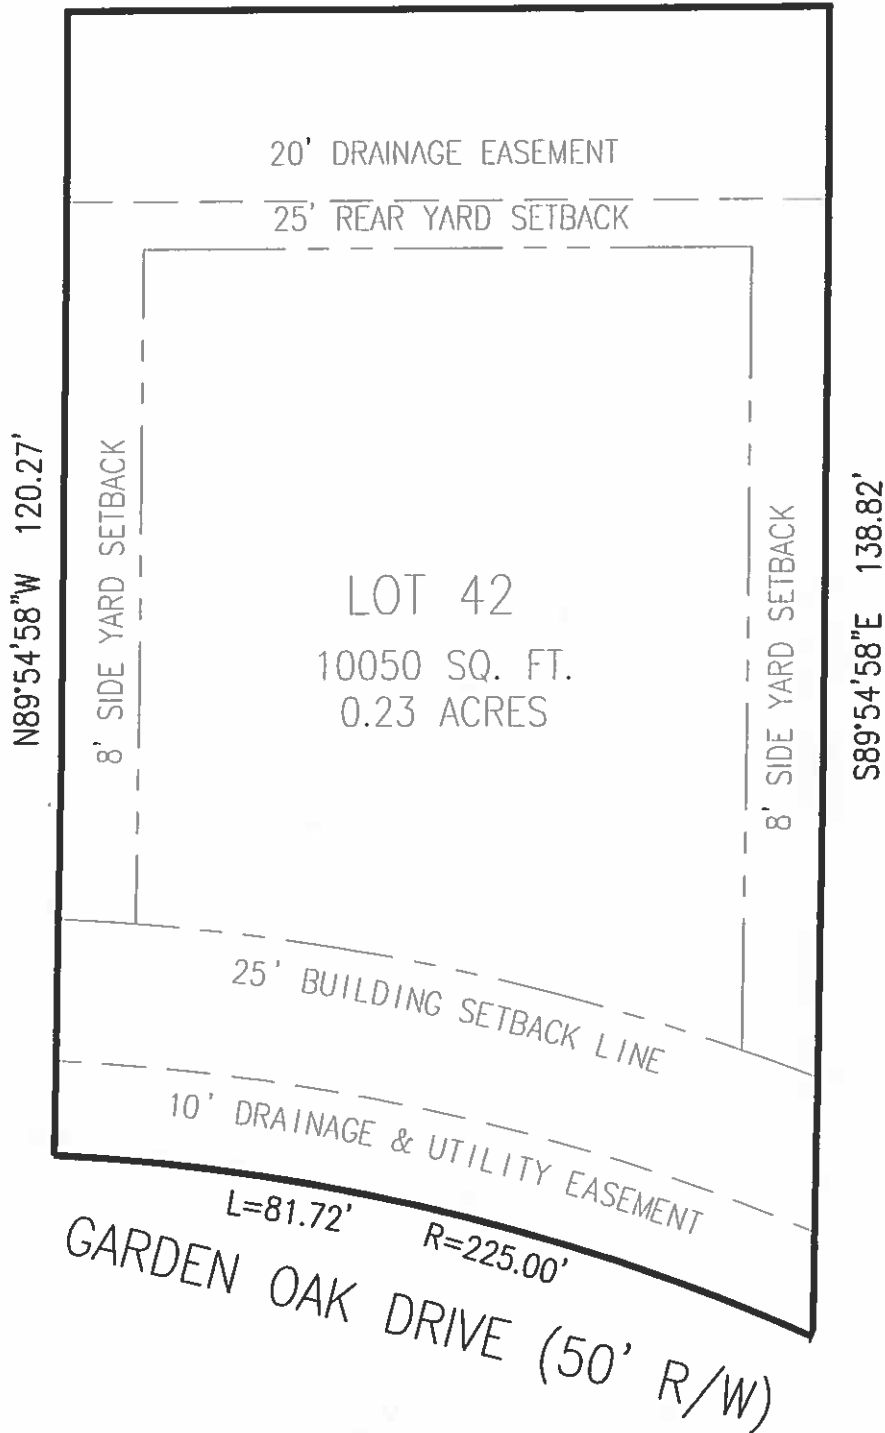 20' DRAINAGE EASEMENT
25' REAR YARD SETBACK
N89°54'58"W 120.27'
8' SIDE YARD SETBACK
LOT 42
10050 SQ. FT.
0.23 ACRES
8' SIDE YARD SETBACK
S89°54'58"E 138.82'
25' BUILDING SETBACK LINE
10' DRAINAGE & UTILITY EASEMENT
L=81.72' R=225.00'
GARDEN OAK DRIVE (50' R/W)